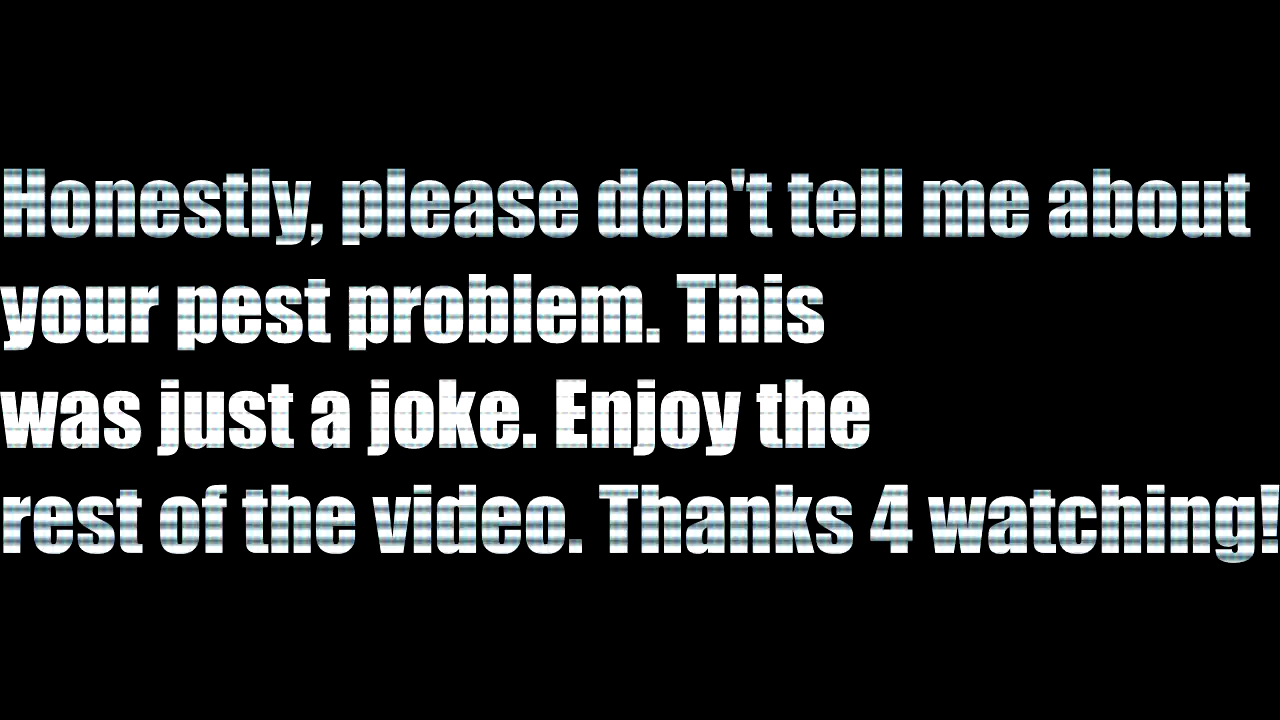 Honestly, please don't tell me about
your pest problem. This
was just a joke. Enjoy the
rest of the video. Thanks 4 watching!